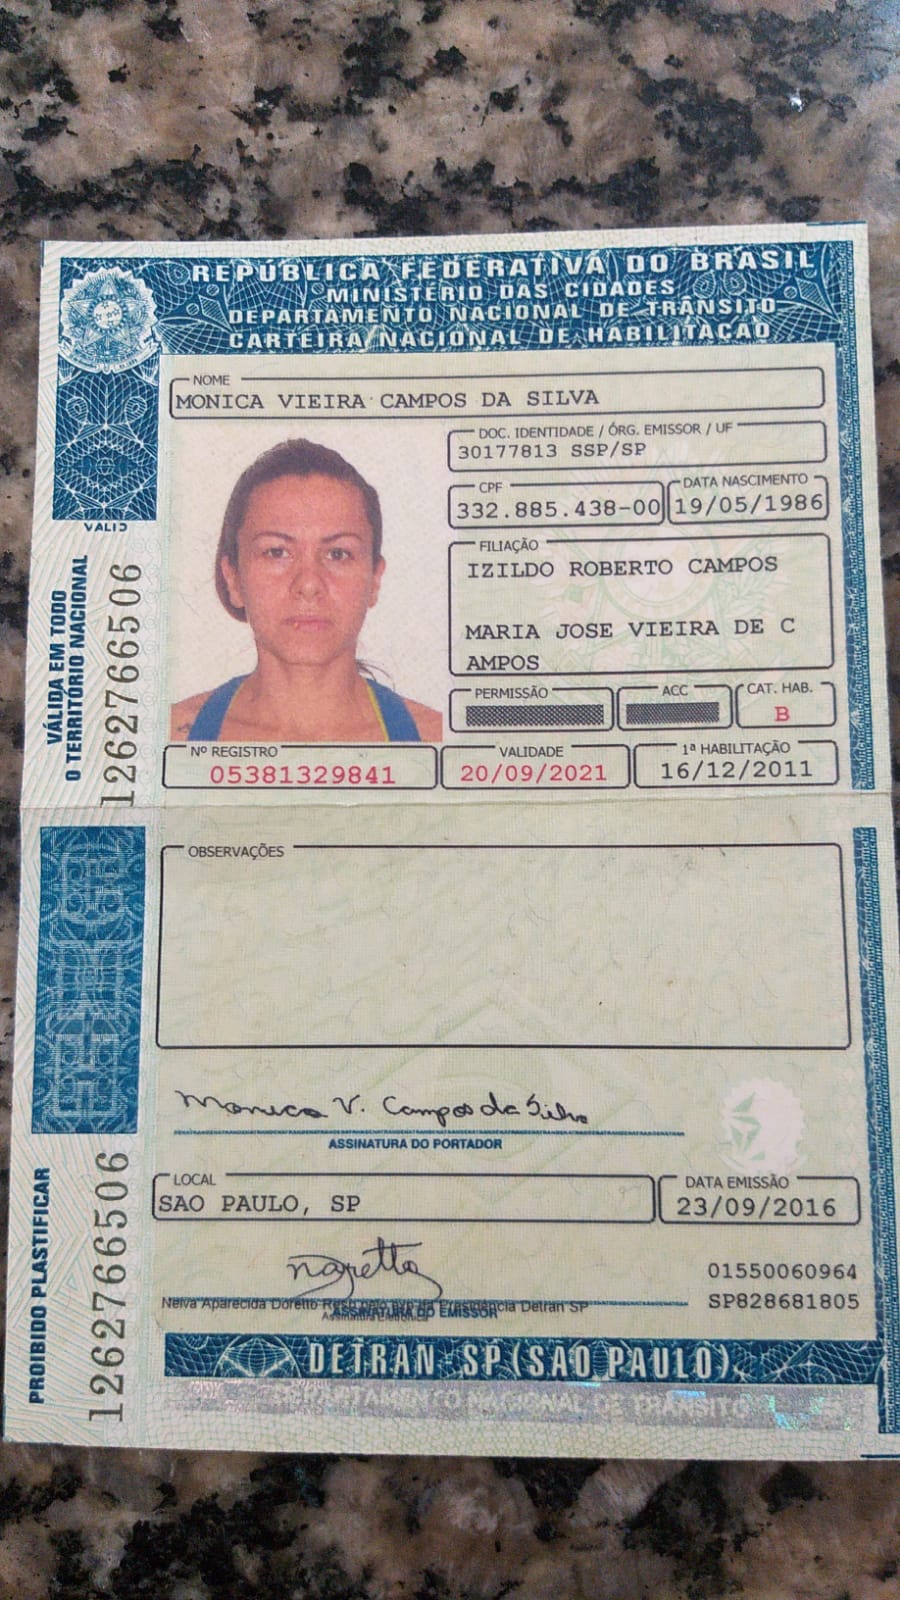 REPÚBLICA FEDERATIVA DO BRASIL
MINISTÉRIO DAS CIDADES
DEPARTAMENTO NACIONAL DE TRÂNSITO
CARTEIRA NACIONAL DE HABILITAÇÃO
NOME
MONICA VIEIRA CAMPOS DA SILVA
DOC. IDENTIDADE / ÓRG. EMISSOR / UF
30177813 SSP/SP
CPF
332.885.438-00
DATA NASCIMENTO
19/05/1986
FILIAÇÃO
IZILDO ROBERTO CAMPOS
MARIA JOSE VIEIRA DE C
AMPOS
PERMISSÃO
ACC
CAT. HAB.
B
Nº REGISTRO
05381329841
VALIDADE
20/09/2021
1ª HABILITAÇÃO
16/12/2011
VÁLIDA EM TODO
O TERRITÓRIO NACIONAL
1262766506
OBSERVAÇÕES
Monica V. Campos da Silva
ASSINATURA DO PORTADOR
LOCAL
SAO PAULO, SP
DATA EMISSÃO
23/09/2016
01550060964
SP828681805
Neiva Aparecida Doretto Resp pelo Exp da Presidência Detran SP
ASSINATURA DO EMISSOR
DETRAN-SP (SÃO PAULO)
DEPARTAMENTO NACIONAL DE TRÂNSITO
PROIBIDO PLASTIFICAR
1262766506